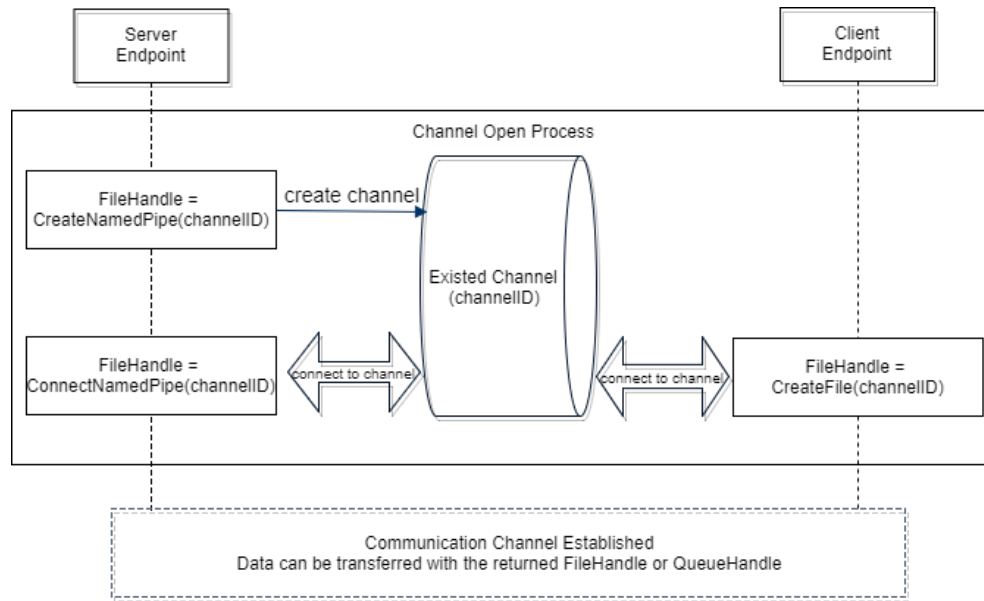 Server
Endpoint
Client
Endpoint
Channel Open Process
FileHandle =
CreateNamedPipe(channelID)
create channel
Existed Channel
(channelID)
FileHandle =
ConnectNamedPipe(channelID)
connect to channel
connect to channel
FileHandle =
CreateFile(channelID)
Communication Channel Established
Data can be transferred with the returned FileHandle or QueueHandle